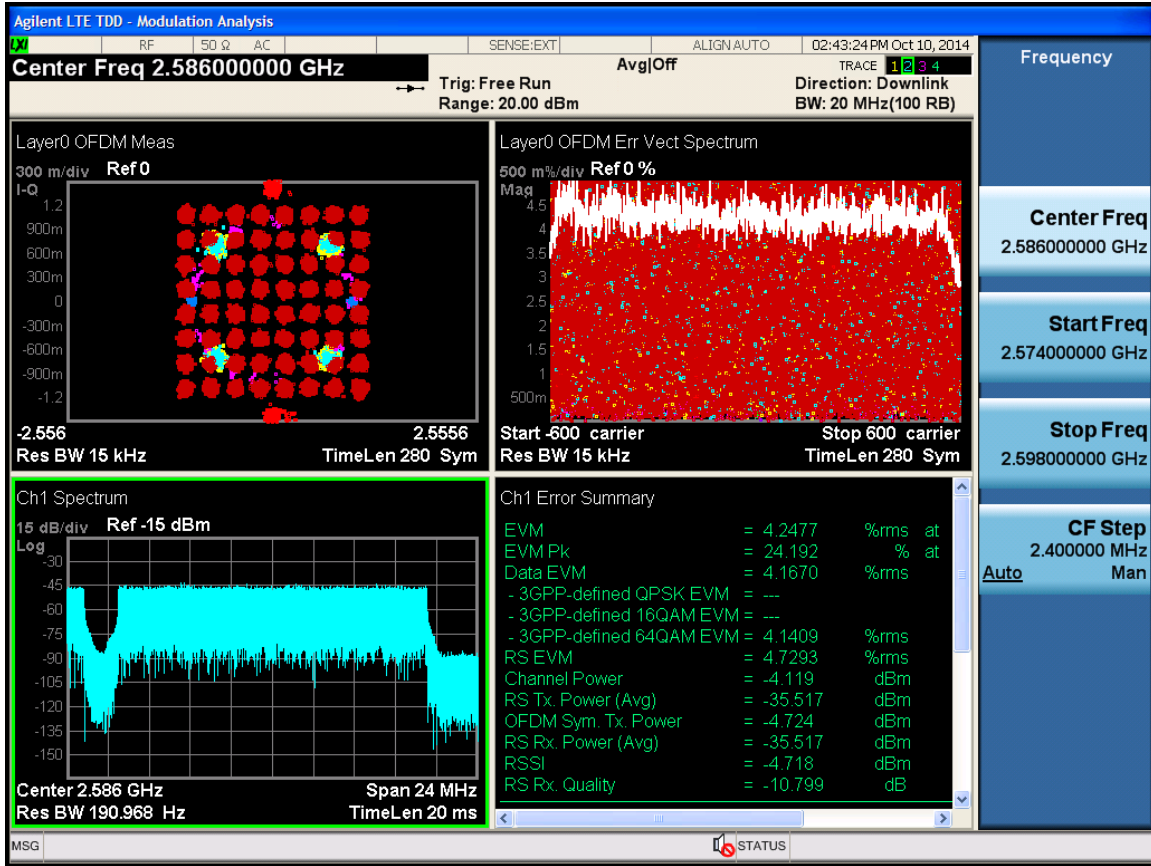 Agilent LTE TDD - Modulation Analysis
LXI RF 50 Ω AC SENSE:EXT ALIGN AUTO 02:43:24 PM Oct 10, 2014
Center Freq 2.586000000 GHz
Avg|Off
TRACE 1 2 3 4
Trig: Free Run
Direction: Downlink
Range: 20.00 dBm
BW: 20 MHz(100 RB)
Layer0 OFDM Meas
300 m/div Ref 0
I-Q
1.2
900m
600m
300m
0
-300m
-600m
-900m
-1.2
-2.556 2.5556
Res BW 15 kHz TimeLen 280 Sym
Layer0 OFDM Err Vect Spectrum
500 m%/div Ref 0 %
Mag
4.5
4
3.5
3
2.5
2
1.5
1
500m
Start -600 carrier Stop 600 carrier
Res BW 15 kHz TimeLen 280 Sym
Ch1 Spectrum
15 dB/div Ref -15 dBm
Log
-30
-45
-60
-75
-90
-105
-120
-135
-150
Center 2.586 GHz Span 24 MHz
Res BW 190.968 Hz TimeLen 20 ms
Ch1 Error Summary
EVM = 4.2477 %rms at
EVM Pk = 24.192 % at
Data EVM = 4.1670 %rms
- 3GPP-defined QPSK EVM = ---
- 3GPP-defined 16QAM EVM = ---
- 3GPP-defined 64QAM EVM = 4.1409 %rms
RS EVM = 4.7293 %rms
Channel Power = -4.119 dBm
RS Tx. Power (Avg) = -35.517 dBm
OFDM Sym. Tx. Power = -4.724 dBm
RS Rx. Power (Avg) = -35.517 dBm
RSSI = -4.718 dBm
RS Rx. Quality = -10.799 dB
Frequency
Center Freq
2.586000000 GHz
Start Freq
2.574000000 GHz
Stop Freq
2.598000000 GHz
CF Step
2.400000 MHz
Auto Man
MSG STATUS